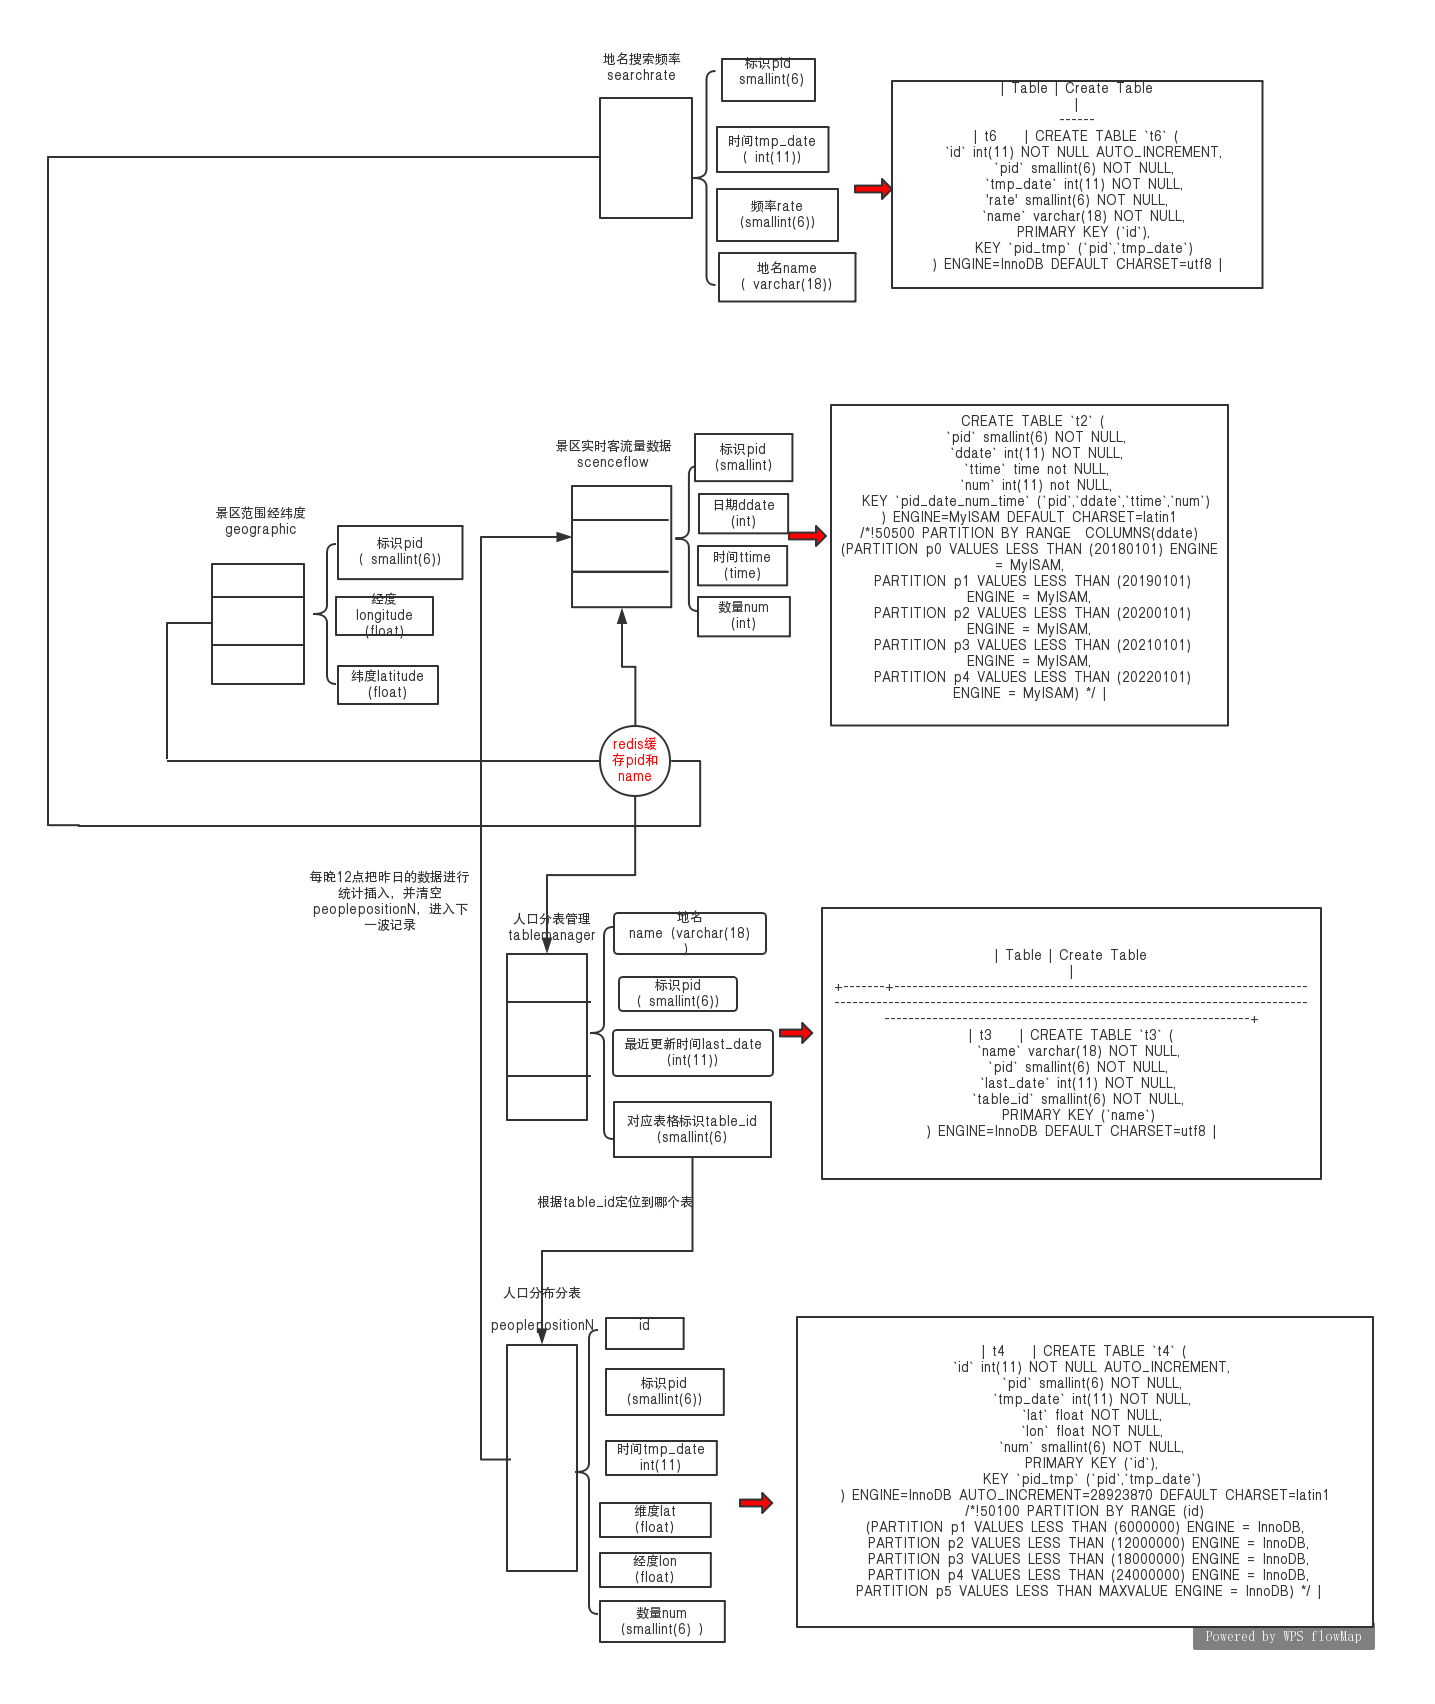 地名搜索频率
searchrate
标识pid
smallint(6)
时间tmp_date
( int(11))
频率rate
(smallint(6))
地名name
( varchar(18))
| Table | Create Table
|
------
| t6 | CREATE TABLE `t6` (
`id` int(11) NOT NULL AUTO_INCREMENT,
`pid` smallint(6) NOT NULL,
`tmp_date` int(11) NOT NULL,
'rate' smallint(6) NOT NULL,
`name` varchar(18) NOT NULL,
PRIMARY KEY (`id`),
KEY `pid_tmp` (`pid`,`tmp_date`)
) ENGINE=InnoDB DEFAULT CHARSET=utf8 |
景区实时客流量数据
scenceflow
标识pid
(smallint)
日期ddate
(int)
时间ttime
(time)
数量num
(int)
CREATE TABLE `t2` (
`pid` smallint(6) NOT NULL,
`ddate` int(11) NOT NULL,
`ttime` time not NULL,
`num` int(11) not NULL,
KEY `pid_date_num_time` (`pid`,`ddate`,`ttime`,`num`)
) ENGINE=MyISAM DEFAULT CHARSET=latin1
/*!50500 PARTITION BY RANGE COLUMNS(ddate)
(PARTITION p0 VALUES LESS THAN (20180101) ENGINE
= MyISAM,
PARTITION p1 VALUES LESS THAN (20190101)
ENGINE = MyISAM,
PARTITION p2 VALUES LESS THAN (20200101)
ENGINE = MyISAM,
PARTITION p3 VALUES LESS THAN (20210101)
ENGINE = MyISAM,
PARTITION p4 VALUES LESS THAN (20220101)
ENGINE = MyISAM) */ |
景区范围经纬度
geographic
标识pid
( smallint(6))
经度
longitude
(float)
纬度latitude
(float)
redis缓
存pid和
name
每晚12点把昨日的数据进行
统计插入，并清空
peoplepositionN，进入下
一波记录
人口分表管理
tablemanager
地名
name (varchar(18)
)
标识pid
( smallint(6))
最近更新时间last_date
(int(11))
对应表格标识table_id
(smallint(6)
| Table | Create Table
|
+-------+---------------------------------------------------------------------
-------------------------------------------------------------------------------
-------------------------------------------------------------+
| t3 | CREATE TABLE `t3` (
`name` varchar(18) NOT NULL,
`pid` smallint(6) NOT NULL,
`last_date` int(11) NOT NULL,
`table_id` smallint(6) NOT NULL,
PRIMARY KEY (`name`)
) ENGINE=InnoDB DEFAULT CHARSET=utf8 |
根据table_id定位到哪个表
人口分布分表
peoplepositionN
id
标识pid
(smallint(6))
时间tmp_date
int(11)
维度lat
(float)
经度lon
(float)
数量num
(smallint(6) )
| t4 | CREATE TABLE `t4` (
`id` int(11) NOT NULL AUTO_INCREMENT,
`pid` smallint(6) NOT NULL,
`tmp_date` int(11) NOT NULL,
`lat` float NOT NULL,
`lon` float NOT NULL,
`num` smallint(6) NOT NULL,
PRIMARY KEY (`id`),
KEY `pid_tmp` (`pid`,`tmp_date`)
) ENGINE=InnoDB AUTO_INCREMENT=28923870 DEFAULT CHARSET=latin1
/*!50100 PARTITION BY RANGE (id)
(PARTITION p1 VALUES LESS THAN (6000000) ENGINE = InnoDB,
PARTITION p2 VALUES LESS THAN (12000000) ENGINE = InnoDB,
PARTITION p3 VALUES LESS THAN (18000000) ENGINE = InnoDB,
PARTITION p4 VALUES LESS THAN (24000000) ENGINE = InnoDB,
PARTITION p5 VALUES LESS THAN MAXVALUE ENGINE = InnoDB) */ |
Powered by WPS flowMap